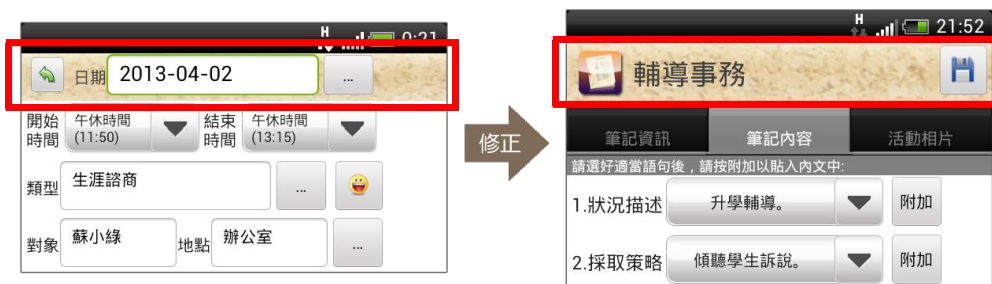 H 0:21
日期 2013-04-02 ...
開始時間 午休時間 (11:50) 結束時間 午休時間 (13:15)
類型 生涯諮商 ...
對象 蘇小綠 地點 辦公室 ...
修正
H 21:52
輔導事務
筆記資訊 筆記內容 活動相片
請選好適當語句後，請按附加以貼入內文中:
1.狀況描述 升學輔導。 附加
2.採取策略 傾聽學生訴說。 附加